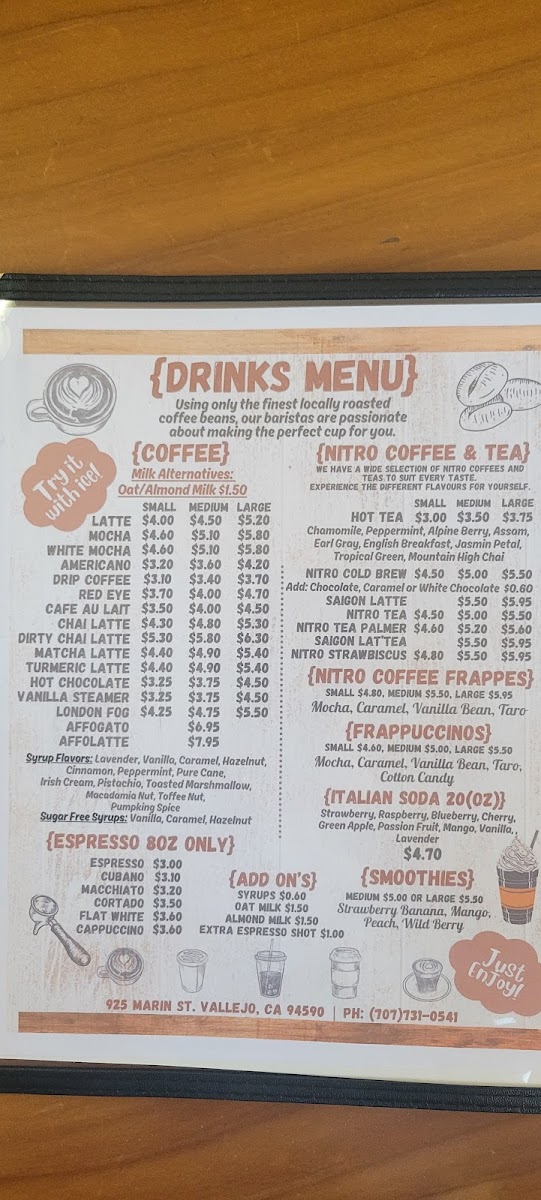 {DRINKS MENU}
Using only the finest locally roasted
coffee beans, our baristas are passionate
about making the perfect cup for you.
Try it
with ice!
{COFFEE}
Milk Alternatives:
Oat/Almond Milk $1.50
SMALL MEDIUM LARGE
LATTE $4.00 $4.50 $5.20
MOCHA $4.60 $5.10 $5.80
WHITE MOCHA $4.60 $5.10 $5.80
AMERICANO $3.20 $3.60 $4.20
DRIP COFFEE $3.10 $3.40 $3.70
RED EYE $3.70 $4.00 $4.70
CAFE AU LAIT $3.50 $4.00 $4.50
CHAI LATTE $4.30 $4.80 $5.30
DIRTY CHAI LATTE $5.30 $5.80 $6.30
MATCHA LATTE $4.40 $4.90 $5.40
TURMERIC LATTE $4.40 $4.90 $5.40
HOT CHOCOLATE $3.25 $3.75 $4.50
VANILLA STEAMER $3.25 $3.75 $4.50
LONDON FOG $4.25 $4.75 $5.50
AFFOGATO $6.95
AFFOLATTE $7.95
Syrup Flavors: Lavender, Vanilla, Caramel, Hazelnut,
Cinnamon, Peppermint, Pure Cane,
Irish Cream, Pistachio, Toasted Marshmallow,
Macadamia Nut, Toffee Nut,
Pumpking Spice
Sugar Free Syrups: Vanilla, Caramel, Hazelnut
{ESPRESSO 8OZ ONLY}
ESPRESSO $3.00
CUBANO $3.10
MACCHIATO $3.20
CORTADO $3.50
FLAT WHITE $3.60
CAPPUCCINO $3.60
{ADD ON'S}
SYRUPS $0.60
OAT MILK $1.50
ALMOND MILK $1.50
EXTRA ESPRESSO SHOT $1.00
{NITRO COFFEE & TEA}
WE HAVE A WIDE SELECTION OF NITRO COFFEES AND
TEAS TO SUIT EVERY TASTE.
EXPERIENCE THE DIFFERENT FLAVOURS FOR YOURSELF.
SMALL MEDIUM LARGE
HOT TEA $3.00 $3.50 $3.75
Chamomile, Peppermint, Alpine Berry, Assam,
Earl Gray, English Breakfast, Jasmin Petal,
Tropical Green, Mountain High Chai
NITRO COLD BREW $4.50 $5.00 $5.50
Add: Chocolate, Caramel or White Chocolate $0.60
SAIGON LATTE $5.50 $5.95
NITRO TEA $4.50 $5.00 $5.50
NITRO TEA PALMER $4.60 $5.20 $5.60
SAIGON LAT'TEA $5.50 $5.95
NITRO STRAWBISCUS $4.80 $5.50 $5.95
{NITRO COFFEE FRAPPES}
SMALL $4.80, MEDIUM $5.50, LARGE $5.95
Mocha, Caramel, Vanilla Bean, Taro
{FRAPPUCCINOS}
SMALL $4.60, MEDIUM $5.00, LARGE $5.50
Mocha, Caramel, Vanilla Bean, Taro,
Cotton Candy
{ITALIAN SODA 20(OZ)}
Strawberry, Raspberry, Blueberry, Cherry,
Green Apple, Passion Fruit, Mango, Vanilla,
Lavender
$4.70
{SMOOTHIES}
MEDIUM $5.00 OR LARGE $5.50
Strawberry Banana, Mango,
Peach, Wild Berry
Just
Enjoy!
925 MARIN ST. VALLEJO, CA 94590 | PH: (707)731-0541